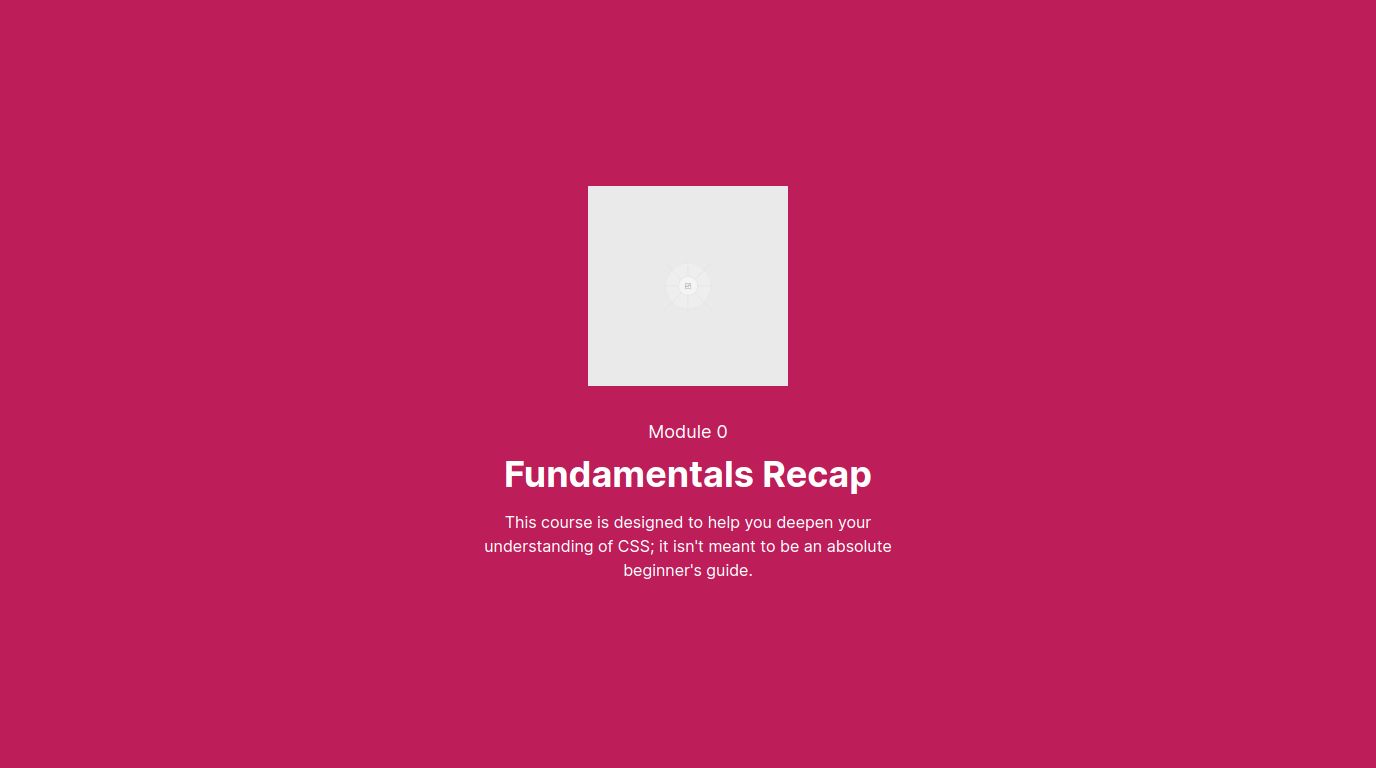 Module 0
Fundamentals Recap
This course is designed to help you deepen your
understanding of CSS; it isn't meant to be an absolute
beginner's guide.